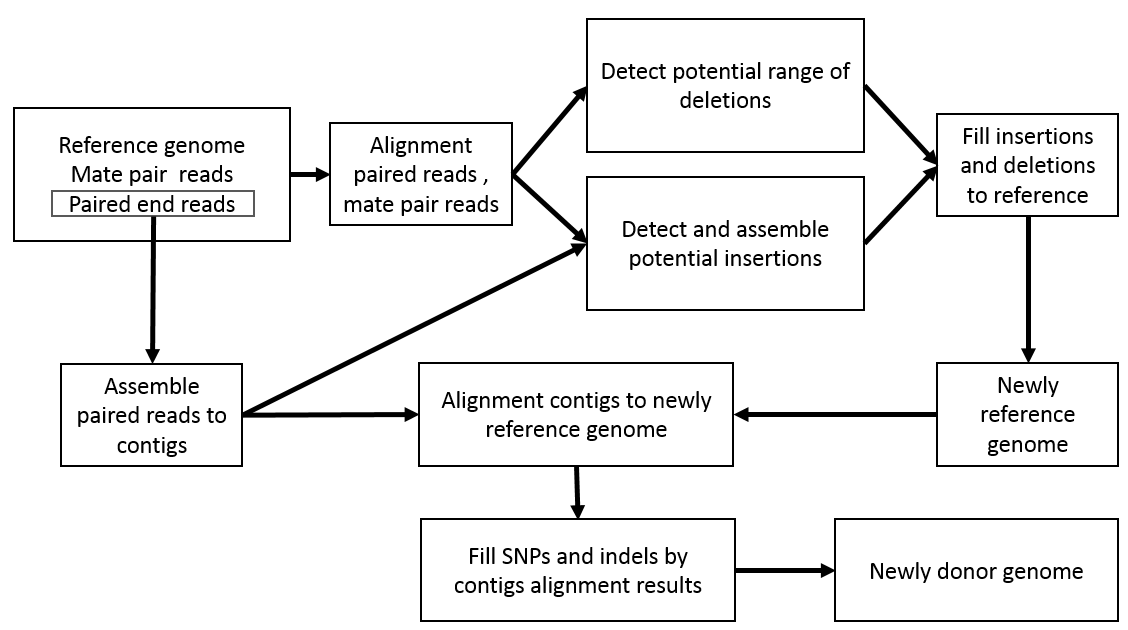 Reference genome
Mate pair  reads
Paired end reads
Alignment
paired reads ,
mate pair reads
Detect potential range of
deletions
Detect and assemble
potential insertions
Fill insertions
and deletions
to reference
Assemble
paired reads to
contigs
Alignment contigs to newly
reference genome
Newly
reference
genome
Fill SNPs and indels by
contigs alignment results
Newly donor genome